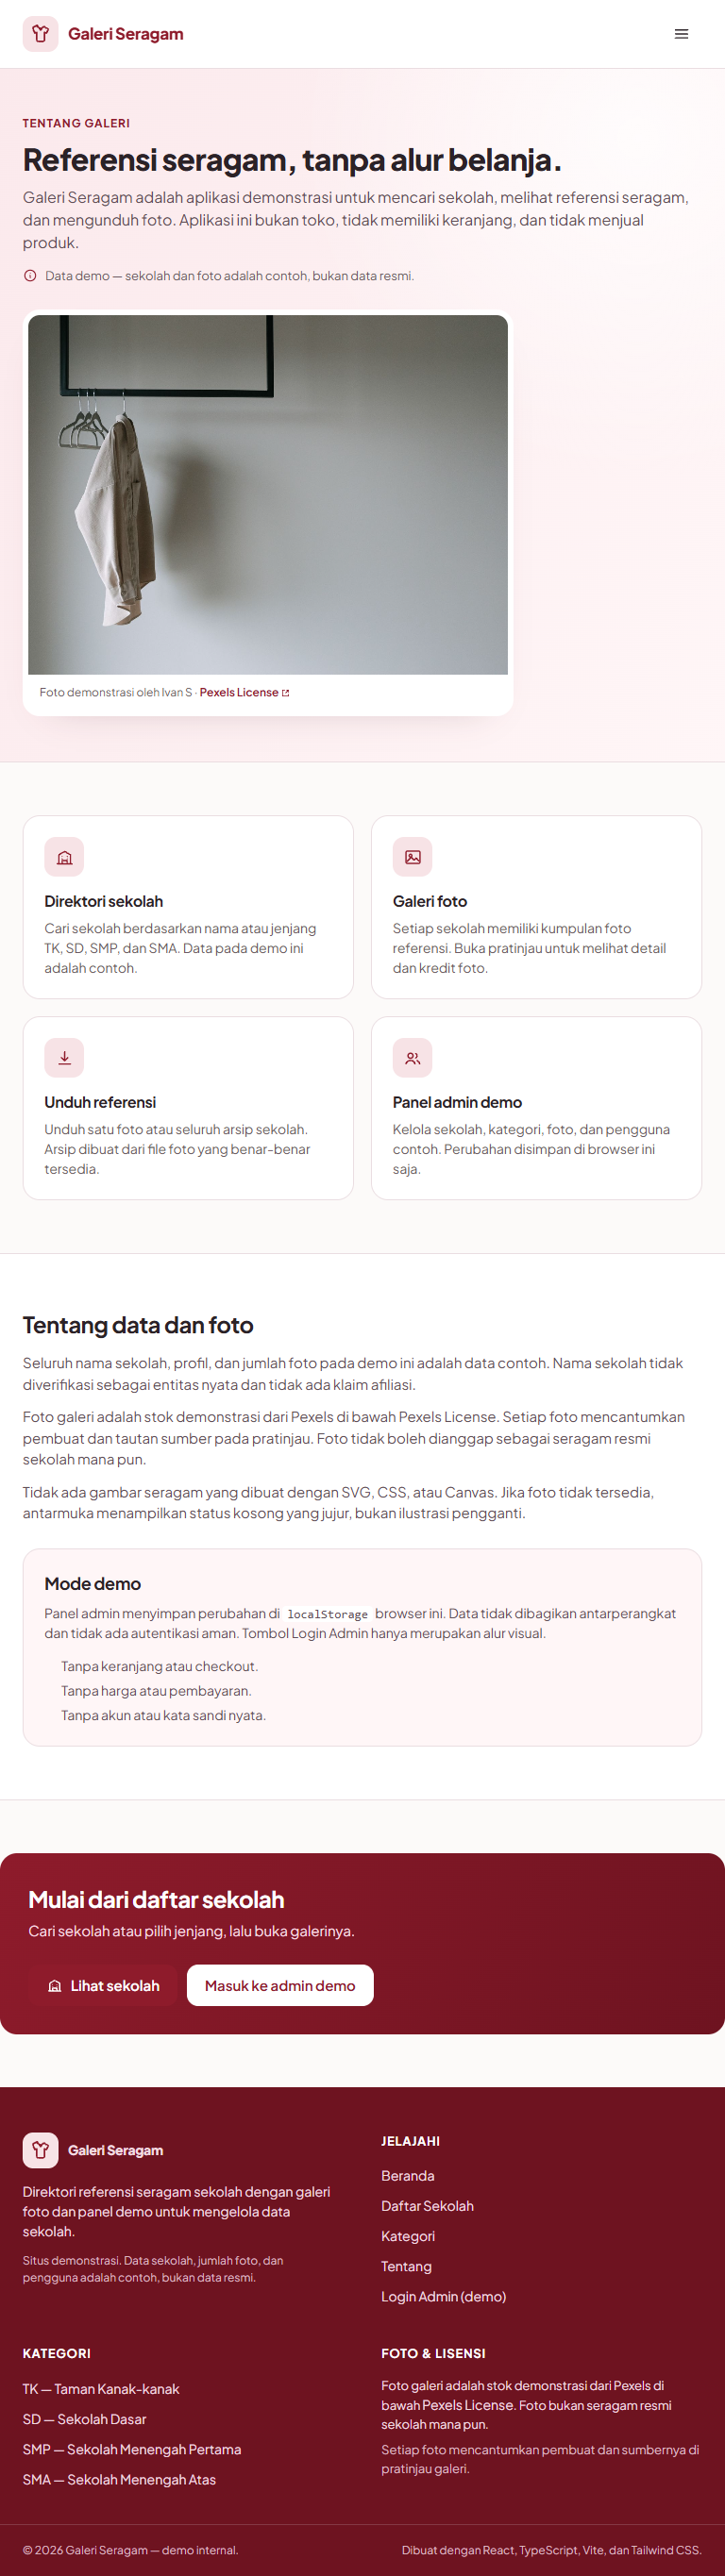 Galeri Seragam
TENTANG GALERI
Referensi seragam, tanpa alur belanja.
Galeri Seragam adalah aplikasi demonstrasi untuk mencari sekolah, melihat referensi seragam,
dan mengunduh foto. Aplikasi ini bukan toko, tidak memiliki keranjang, dan tidak menjual
produk.
Data demo — sekolah dan foto adalah contoh, bukan data resmi.
Foto demonstrasi oleh Ivan S · Pexels License
Direktori sekolah
Cari sekolah berdasarkan nama atau jenjang
TK, SD, SMP, dan SMA. Data pada demo ini
adalah contoh.
Galeri foto
Setiap sekolah memiliki kumpulan foto
referensi. Buka pratinjau untuk melihat detail
dan kredit foto.
Unduh referensi
Unduh satu foto atau seluruh arsip sekolah.
Arsip dibuat dari file foto yang benar-benar
tersedia.
Panel admin demo
Kelola sekolah, kategori, foto, dan pengguna
contoh. Perubahan disimpan di browser ini
saja.
Tentang data dan foto
Seluruh nama sekolah, profil, dan jumlah foto pada demo ini adalah data contoh. Nama sekolah tidak
diverifikasi sebagai entitas nyata dan tidak ada klaim afiliasi.
Foto galeri adalah stok demonstrasi dari Pexels di bawah Pexels License. Setiap foto mencantumkan
pembuat dan tautan sumber pada pratinjau. Foto tidak boleh dianggap sebagai seragam resmi
sekolah mana pun.
Tidak ada gambar seragam yang dibuat dengan SVG, CSS, atau Canvas. Jika foto tidak tersedia,
antarmuka menampilkan status kosong yang jujur, bukan ilustrasi pengganti.
Mode demo
Panel admin menyimpan perubahan di localStorage browser ini. Data tidak dibagikan antarperangkat
dan tidak ada autentikasi aman. Tombol Login Admin hanya merupakan alur visual.
Tanpa keranjang atau checkout.
Tanpa harga atau pembayaran.
Tanpa akun atau kata sandi nyata.
Mulai dari daftar sekolah
Cari sekolah atau pilih jenjang, lalu buka galerinya.
Lihat sekolah
Masuk ke admin demo
Galeri Seragam
Direktori referensi seragam sekolah dengan galeri
foto dan panel demo untuk mengelola data
sekolah.
Situs demonstrasi. Data sekolah, jumlah foto, dan
pengguna adalah contoh, bukan data resmi.
JELAJAHI
Beranda
Daftar Sekolah
Kategori
Tentang
Login Admin (demo)
KATEGORI
TK — Taman Kanak-kanak
SD — Sekolah Dasar
SMP — Sekolah Menengah Pertama
SMA — Sekolah Menengah Atas
FOTO & LISENSI
Foto galeri adalah stok demonstrasi dari Pexels di
bawah Pexels License. Foto bukan seragam resmi
sekolah mana pun.
Setiap foto mencantumkan pembuat dan sumbernya di
pratinjau galeri.
© 2026 Galeri Seragam — demo internal.
Dibuat dengan React, TypeScript, Vite, dan Tailwind CSS.